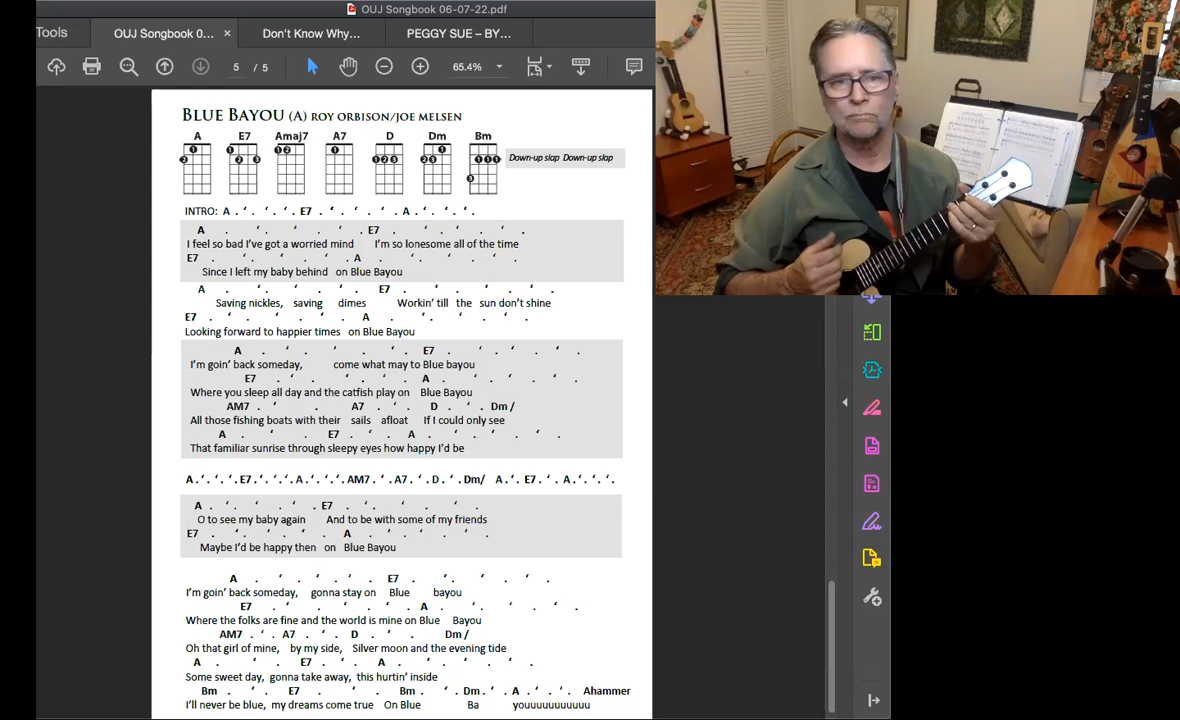 OUJ Songbook 06-07-22.pdf
Tools
OUJ Songbook 0... ×
Don't Know Why...
PEGGY SUE – BY...
5 / 5
65.4%
BLUE BAYOU (A) ROY ORBISON/JOE MELSEN
A E7 Amaj7 A7 D Dm Bm
Down-up slap Down-up slap
INTRO: A . ‘ . ‘ . ‘ . E7 . ‘ . ‘ . ‘ . A . ‘ . ‘ . ‘ .
A . ‘ . ‘ . ‘ . E7 . ‘ . ‘ . ‘ .
I feel so bad I’ve got a worried mind I’m so lonesome all of the time
E7 . ‘ . ‘ . ‘ . A . ‘ . ‘ . ‘ .
Since I left my baby behind on Blue Bayou
A . ‘ . ‘ . ‘ . E7 . ‘ . ‘ . ‘ .
Saving nickles, saving dimes Workin’ till the sun don’t shine
E7 . ‘ . ‘ . ‘ . A . ‘ . ‘ . ‘ .
Looking forward to happier times on Blue Bayou
A . ‘ . ‘ . ‘ . E7 . ‘ . ‘ . ‘ .
I’m goin’ back someday, come what may to Blue bayou
E7 . ‘ . ‘ . ‘ . A . ‘ . ‘ . ‘ .
Where you sleep all day and the catfish play on Blue Bayou
AM7 . ‘ . A7 . ‘ . D . ‘ . Dm /
All those fishing boats with their sails afloat If I could only see
A . ‘ . E7 . ‘ . A . ‘ . ‘ . ‘ .
That familiar sunrise through sleepy eyes how happy I’d be
A . ‘ . ‘ . ‘ . E7 . ‘ . ‘ . ‘ . A . ‘ . ‘ . ‘ . AM7 . ‘ . A7 . ‘ . D . ‘ . Dm/ A . ‘ . E7 . ‘ . A . ‘ . ‘ . ‘ .
A . ‘ . ‘ . ‘ . E7 . ‘ . ‘ . ‘ .
O to see my baby again And to be with some of my friends
E7 . ‘ . ‘ . ‘ . A . ‘ . ‘ . ‘ .
Maybe I’d be happy then on Blue Bayou
A . ‘ . ‘ . ‘ . E7 . ‘ . ‘ . ‘ .
I’m goin’ back someday, gonna stay on Blue bayou
E7 . ‘ . ‘ . ‘ . A . ‘ . ‘ . ‘ .
Where the folks are fine and the world is mine on Blue Bayou
AM7 . ‘ . A7 . ‘ . D . ‘ . Dm /
Oh that girl of mine, by my side, Silver moon and the evening tide
A . ‘ . E7 . ‘ . A . ‘ . ‘ . ‘ .
Some sweet day, gonna take away, this hurtin’ inside
Bm . ‘ . E7 . ‘ . Bm . ‘ . Dm . ‘ . A . ‘ . ‘ . Ahammer
I’ll never be blue, my dreams come true On Blue Ba youuuuuuuuuuu